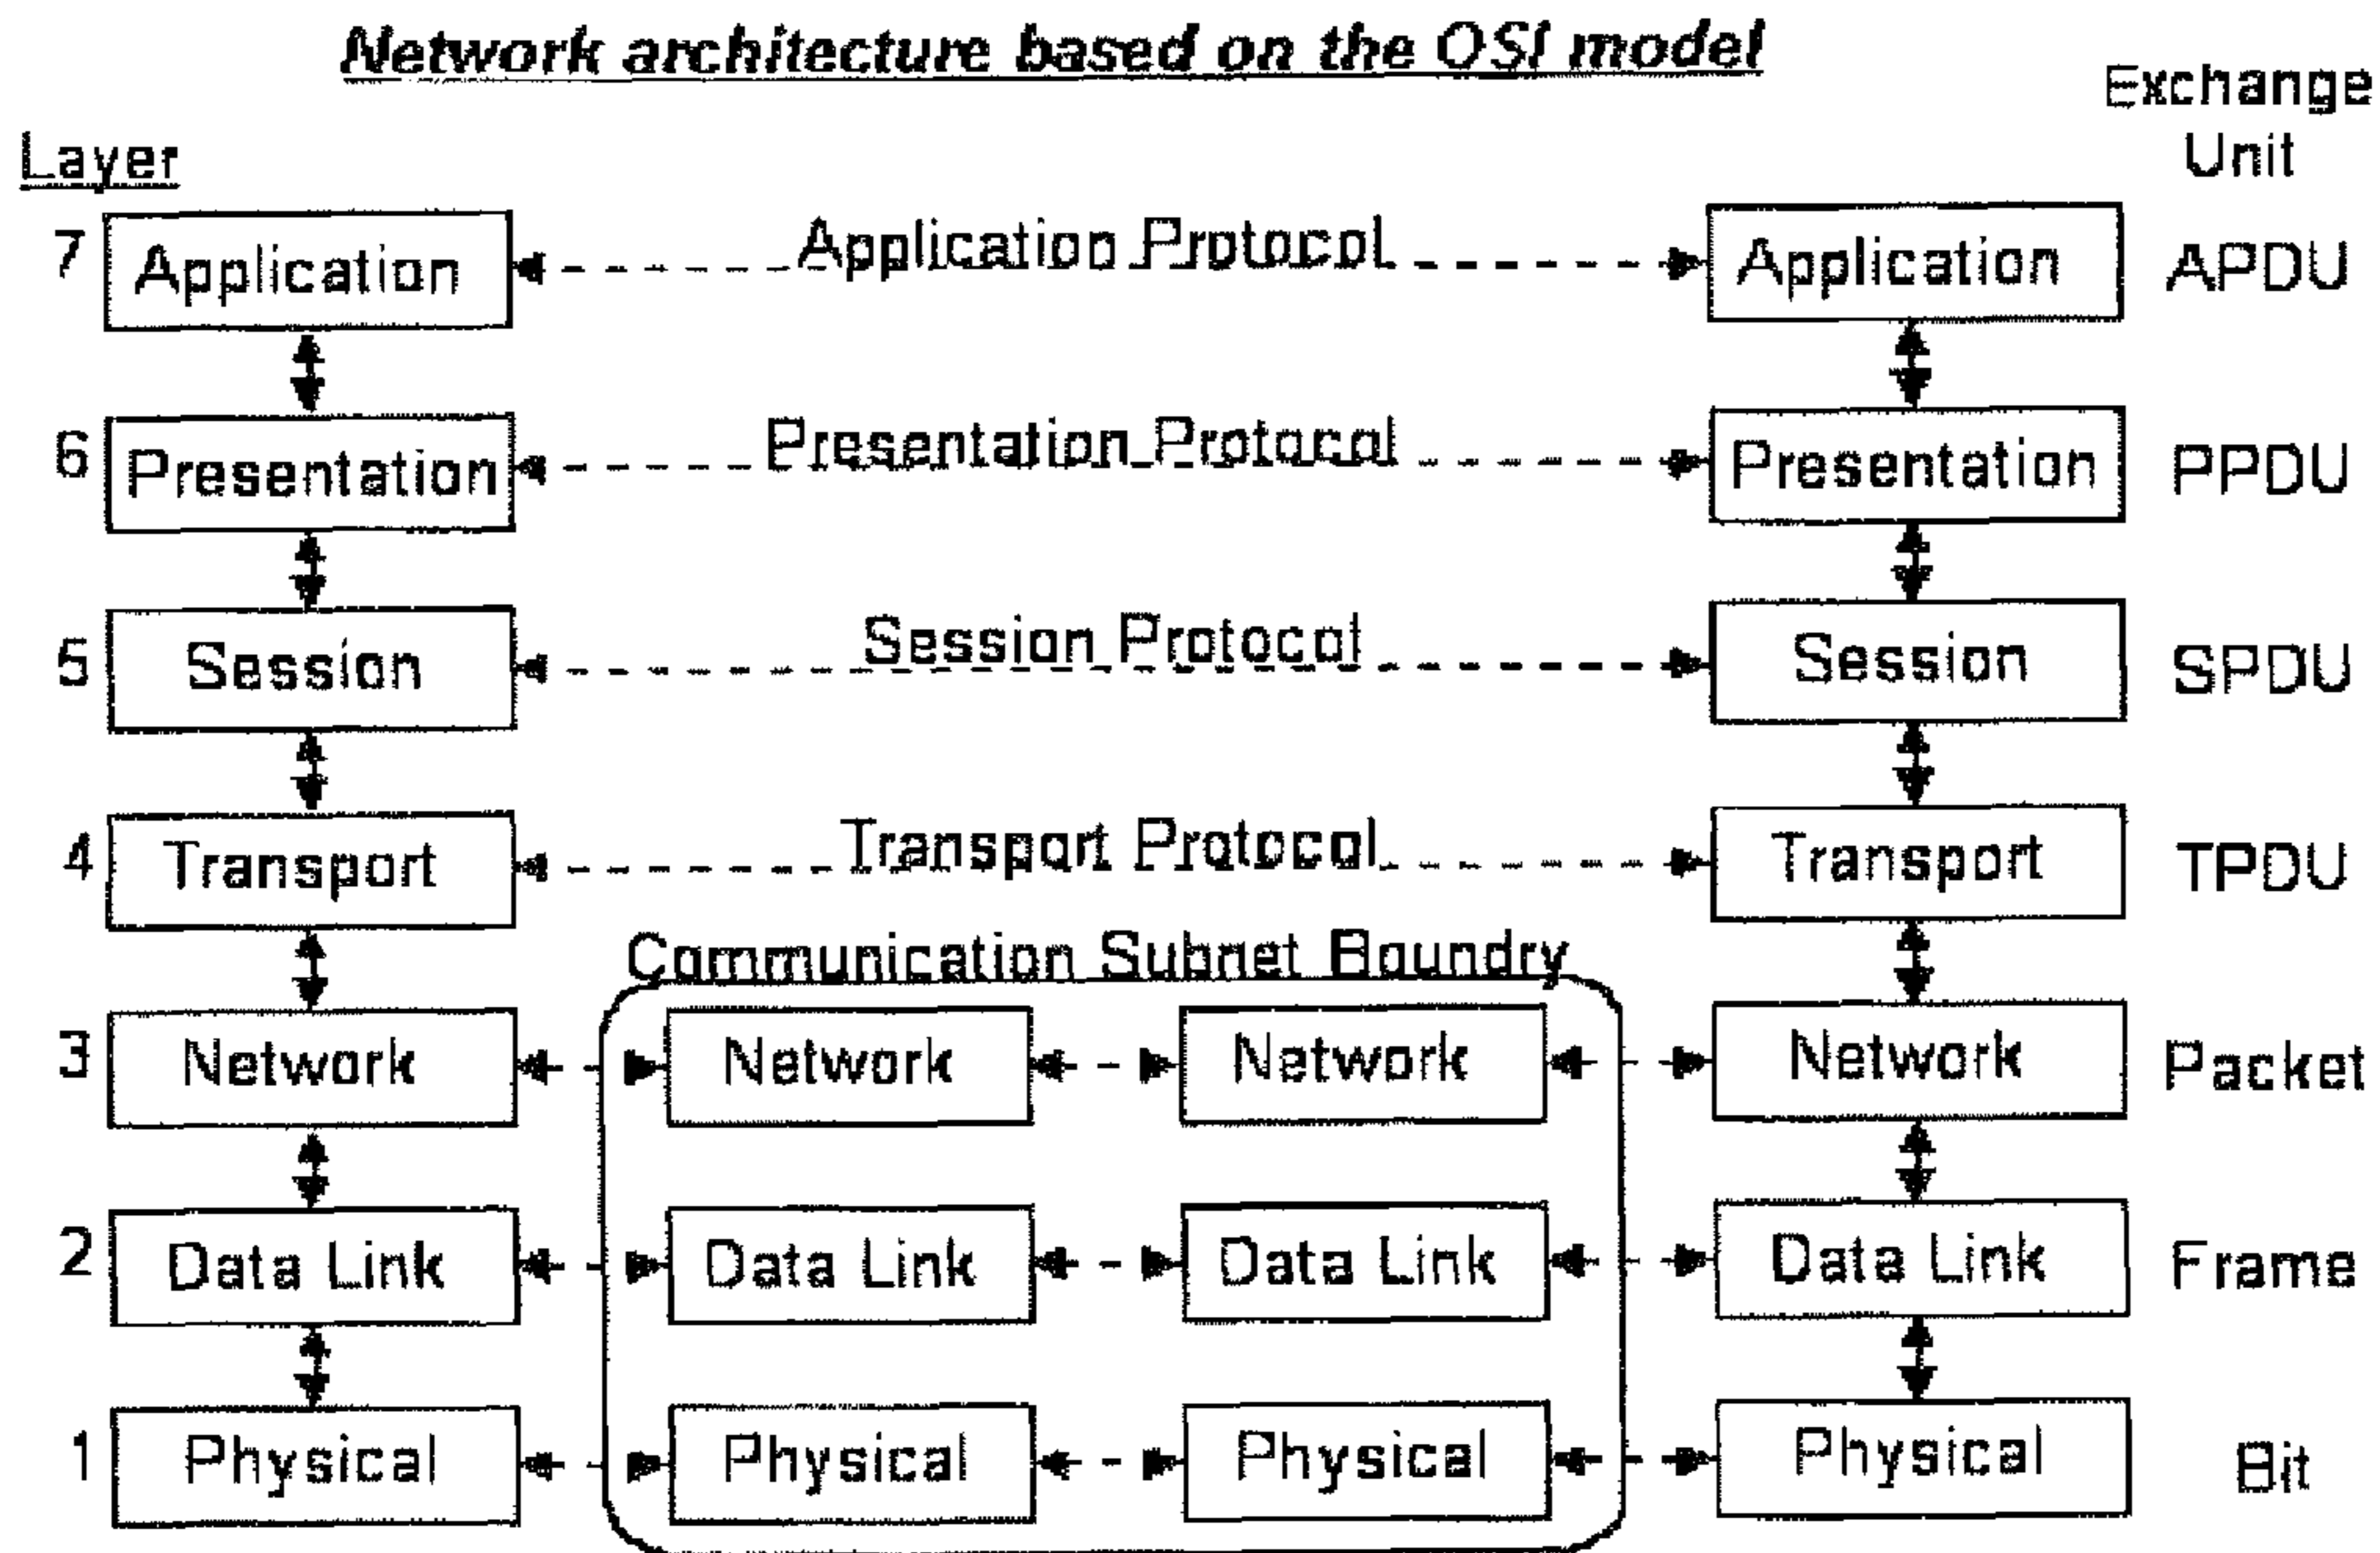 Network architecture based on the OSI model
Exchange
Unit
Layer
7 Application Application Protocol Application APDU
6 Presentation Presentation Protocol Presentation PPDU
5 Session Session Protocol Session SPDU
4 Transport Transport Protocol Transport TPDU
Communication Subnet Boundry
3 Network Network Network Network Packet
2 Data Link Data Link Data Link Data Link Frame
1 Physical Physical Physical Physical Bit